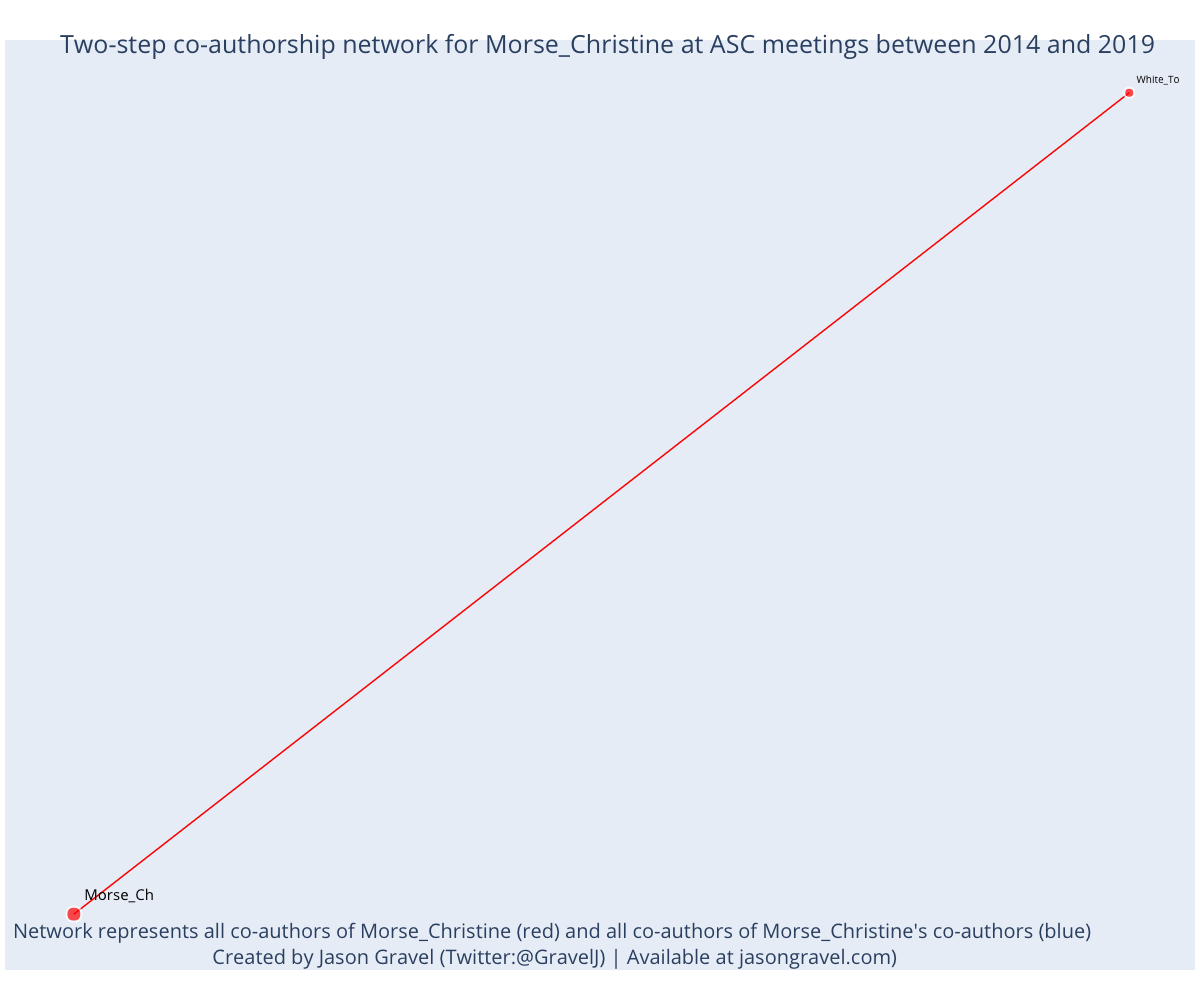 Two-step co-authorship network for Morse_Christine at ASC meetings between 2014 and 2019
White_To
Morse_Ch
Network represents all co-authors of Morse_Christine (red) and all co-authors of Morse_Christine's co-authors (blue)
Created by Jason Gravel (Twitter:@GravelJ) | Available at jasongravel.com)